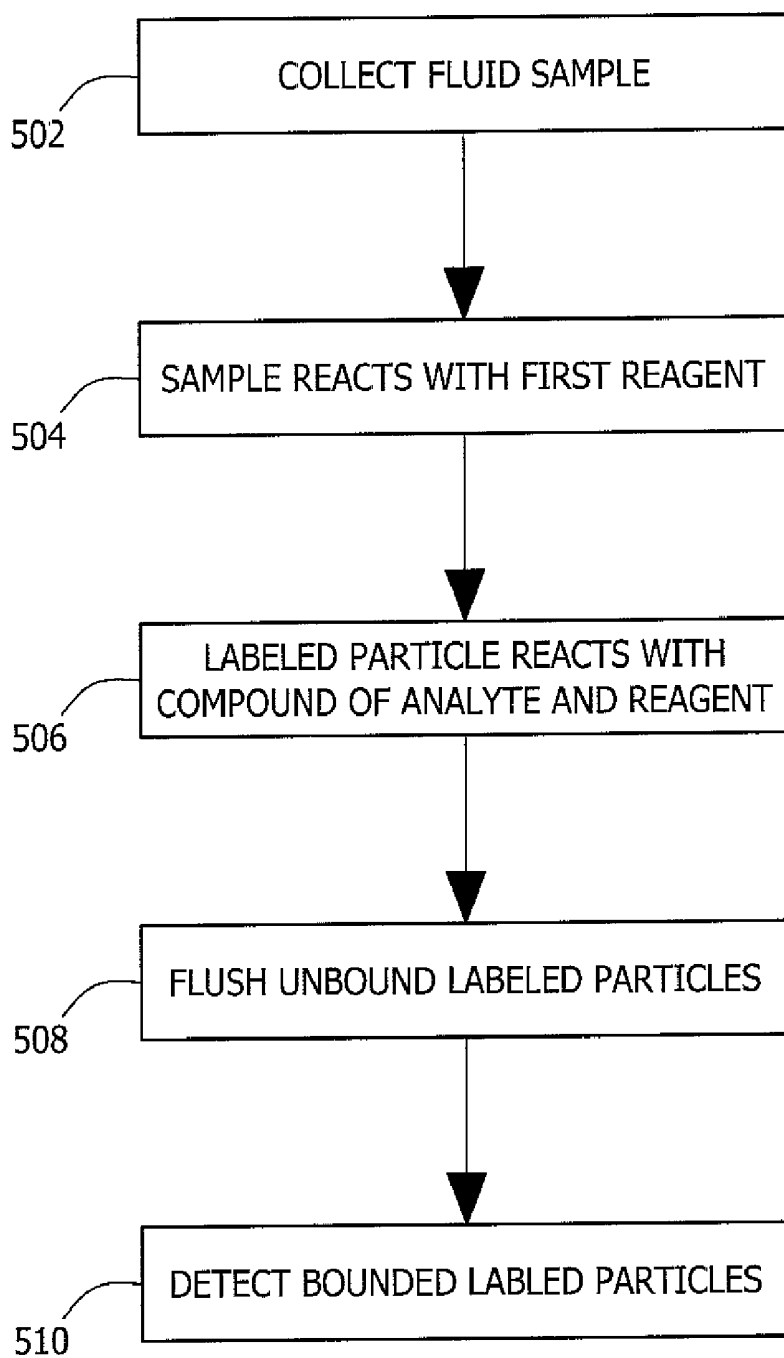 COLLECT FLUID SAMPLE
502
SAMPLE REACTS WITH FIRST REAGENT
504
LABELED PARTICLE REACTS WITH
COMPOUND OF ANALYTE AND REAGENT
506
FLUSH UNBOUND LABELED PARTICLES
508
DETECT BOUNDED LABLED PARTICLES
510